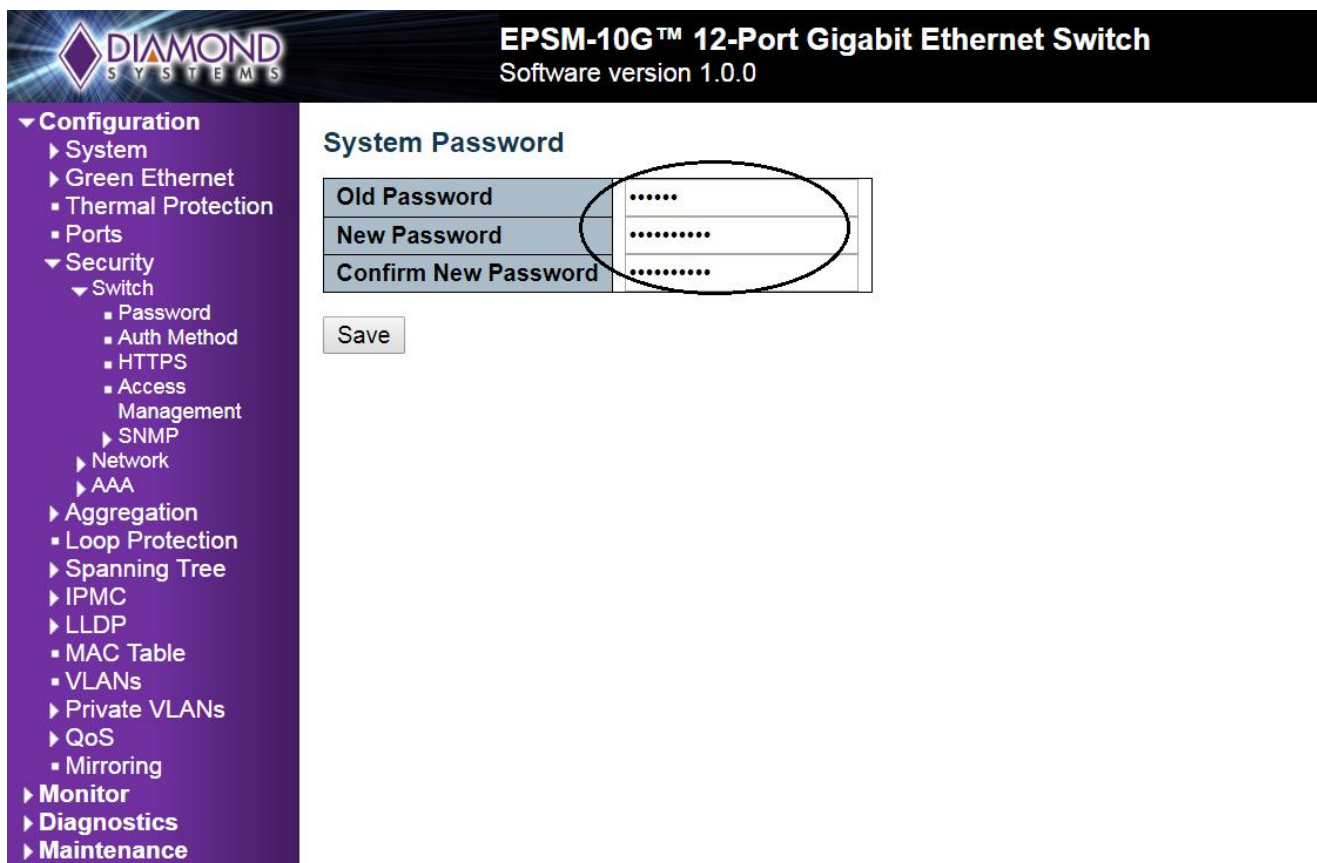 DIAMOND
SYSTEMS
EPSM-10G™ 12-Port Gigabit Ethernet Switch
Software version 1.0.0
Configuration
System
Green Ethernet
Thermal Protection
Ports
Security
Switch
Password
Auth Method
HTTPS
Access
Management
SNMP
Network
AAA
Aggregation
Loop Protection
Spanning Tree
IPMC
LLDP
MAC Table
VLANs
Private VLANs
QoS
Mirroring
Monitor
Diagnostics
Maintenance
System Password
Old Password ••••••
New Password ••••••••••
Confirm New Password ••••••••••
Save